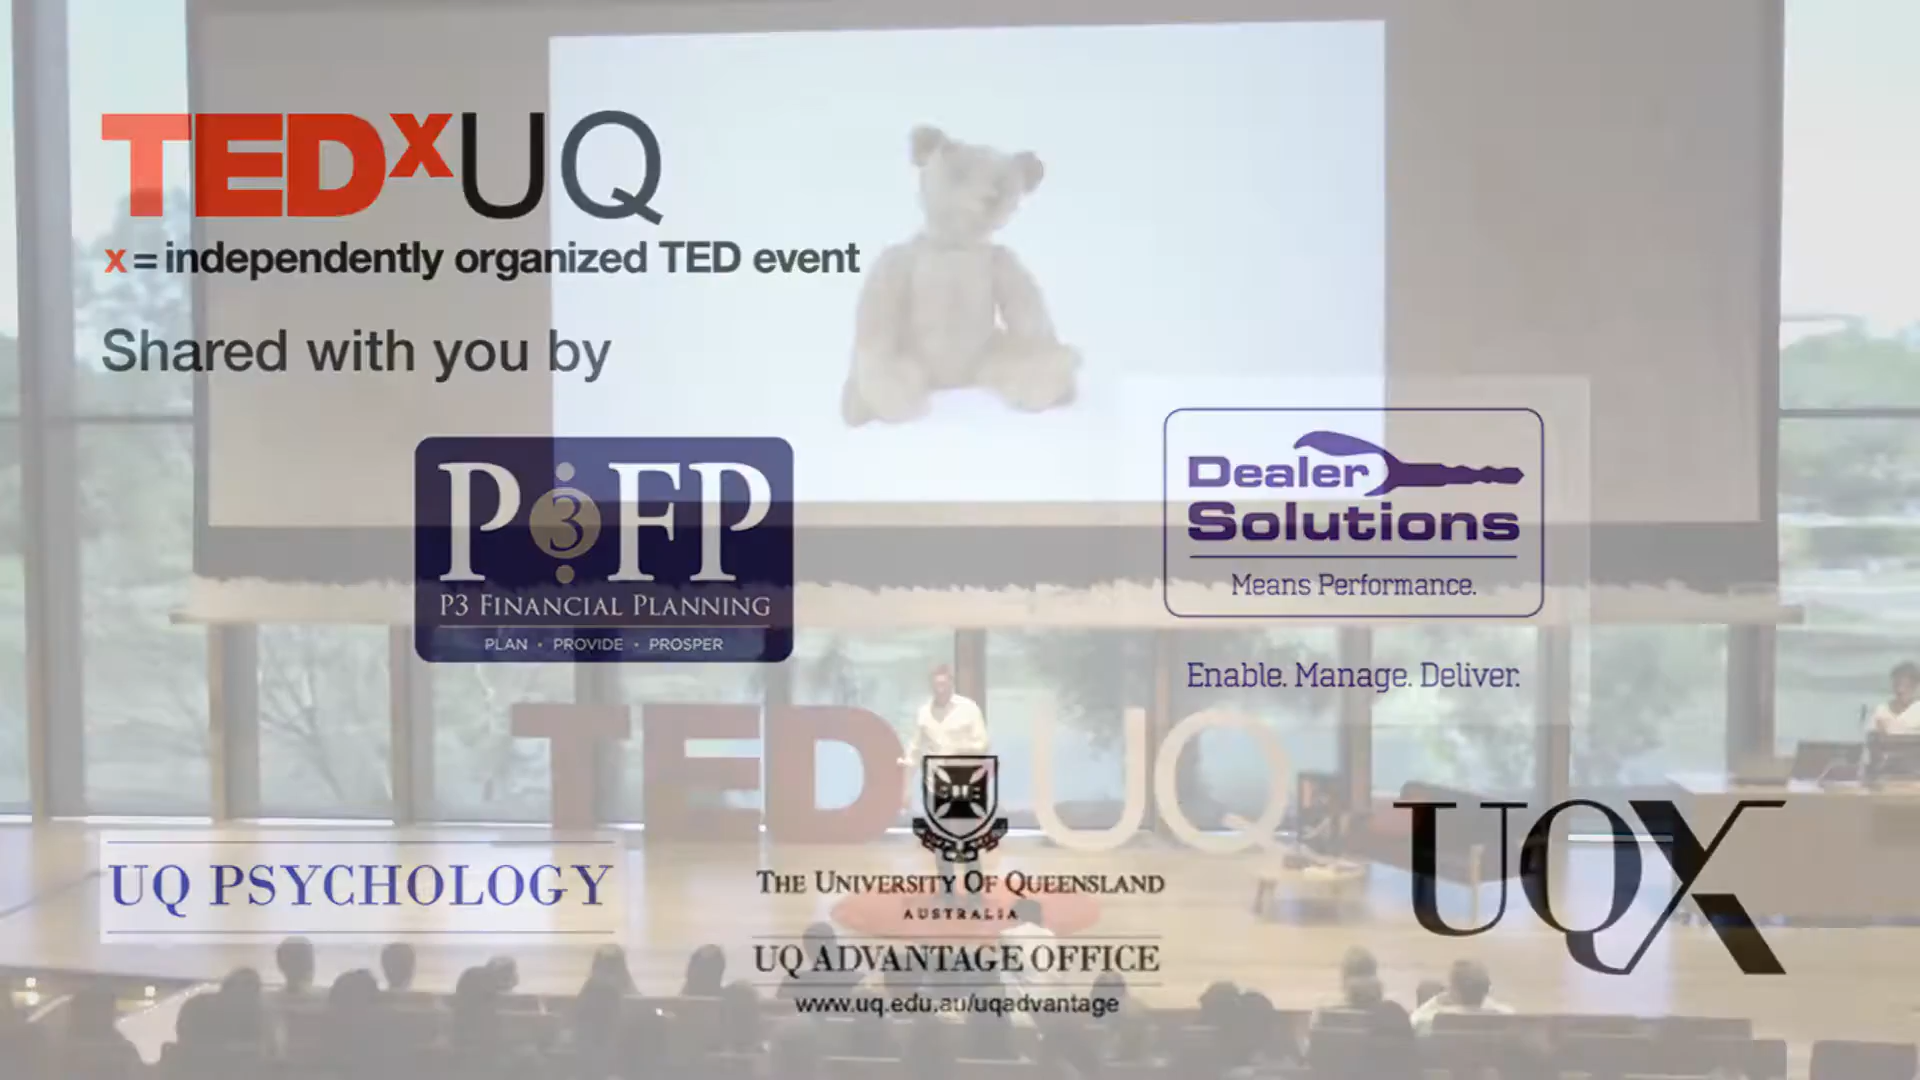 TEDxUQ
x = independently organized TED event
Shared with you by
P3FP
P3 FINANCIAL PLANNING
PLAN · PROVIDE · PROSPER
Dealer
Solutions
Means Performance.
Enable. Manage. Deliver.
TED UQ
UQ PSYCHOLOGY
THE UNIVERSITY OF QUEENSLAND
AUSTRALIA
UQ ADVANTAGE OFFICE
www.uq.edu.au/uqadvantage
UQX